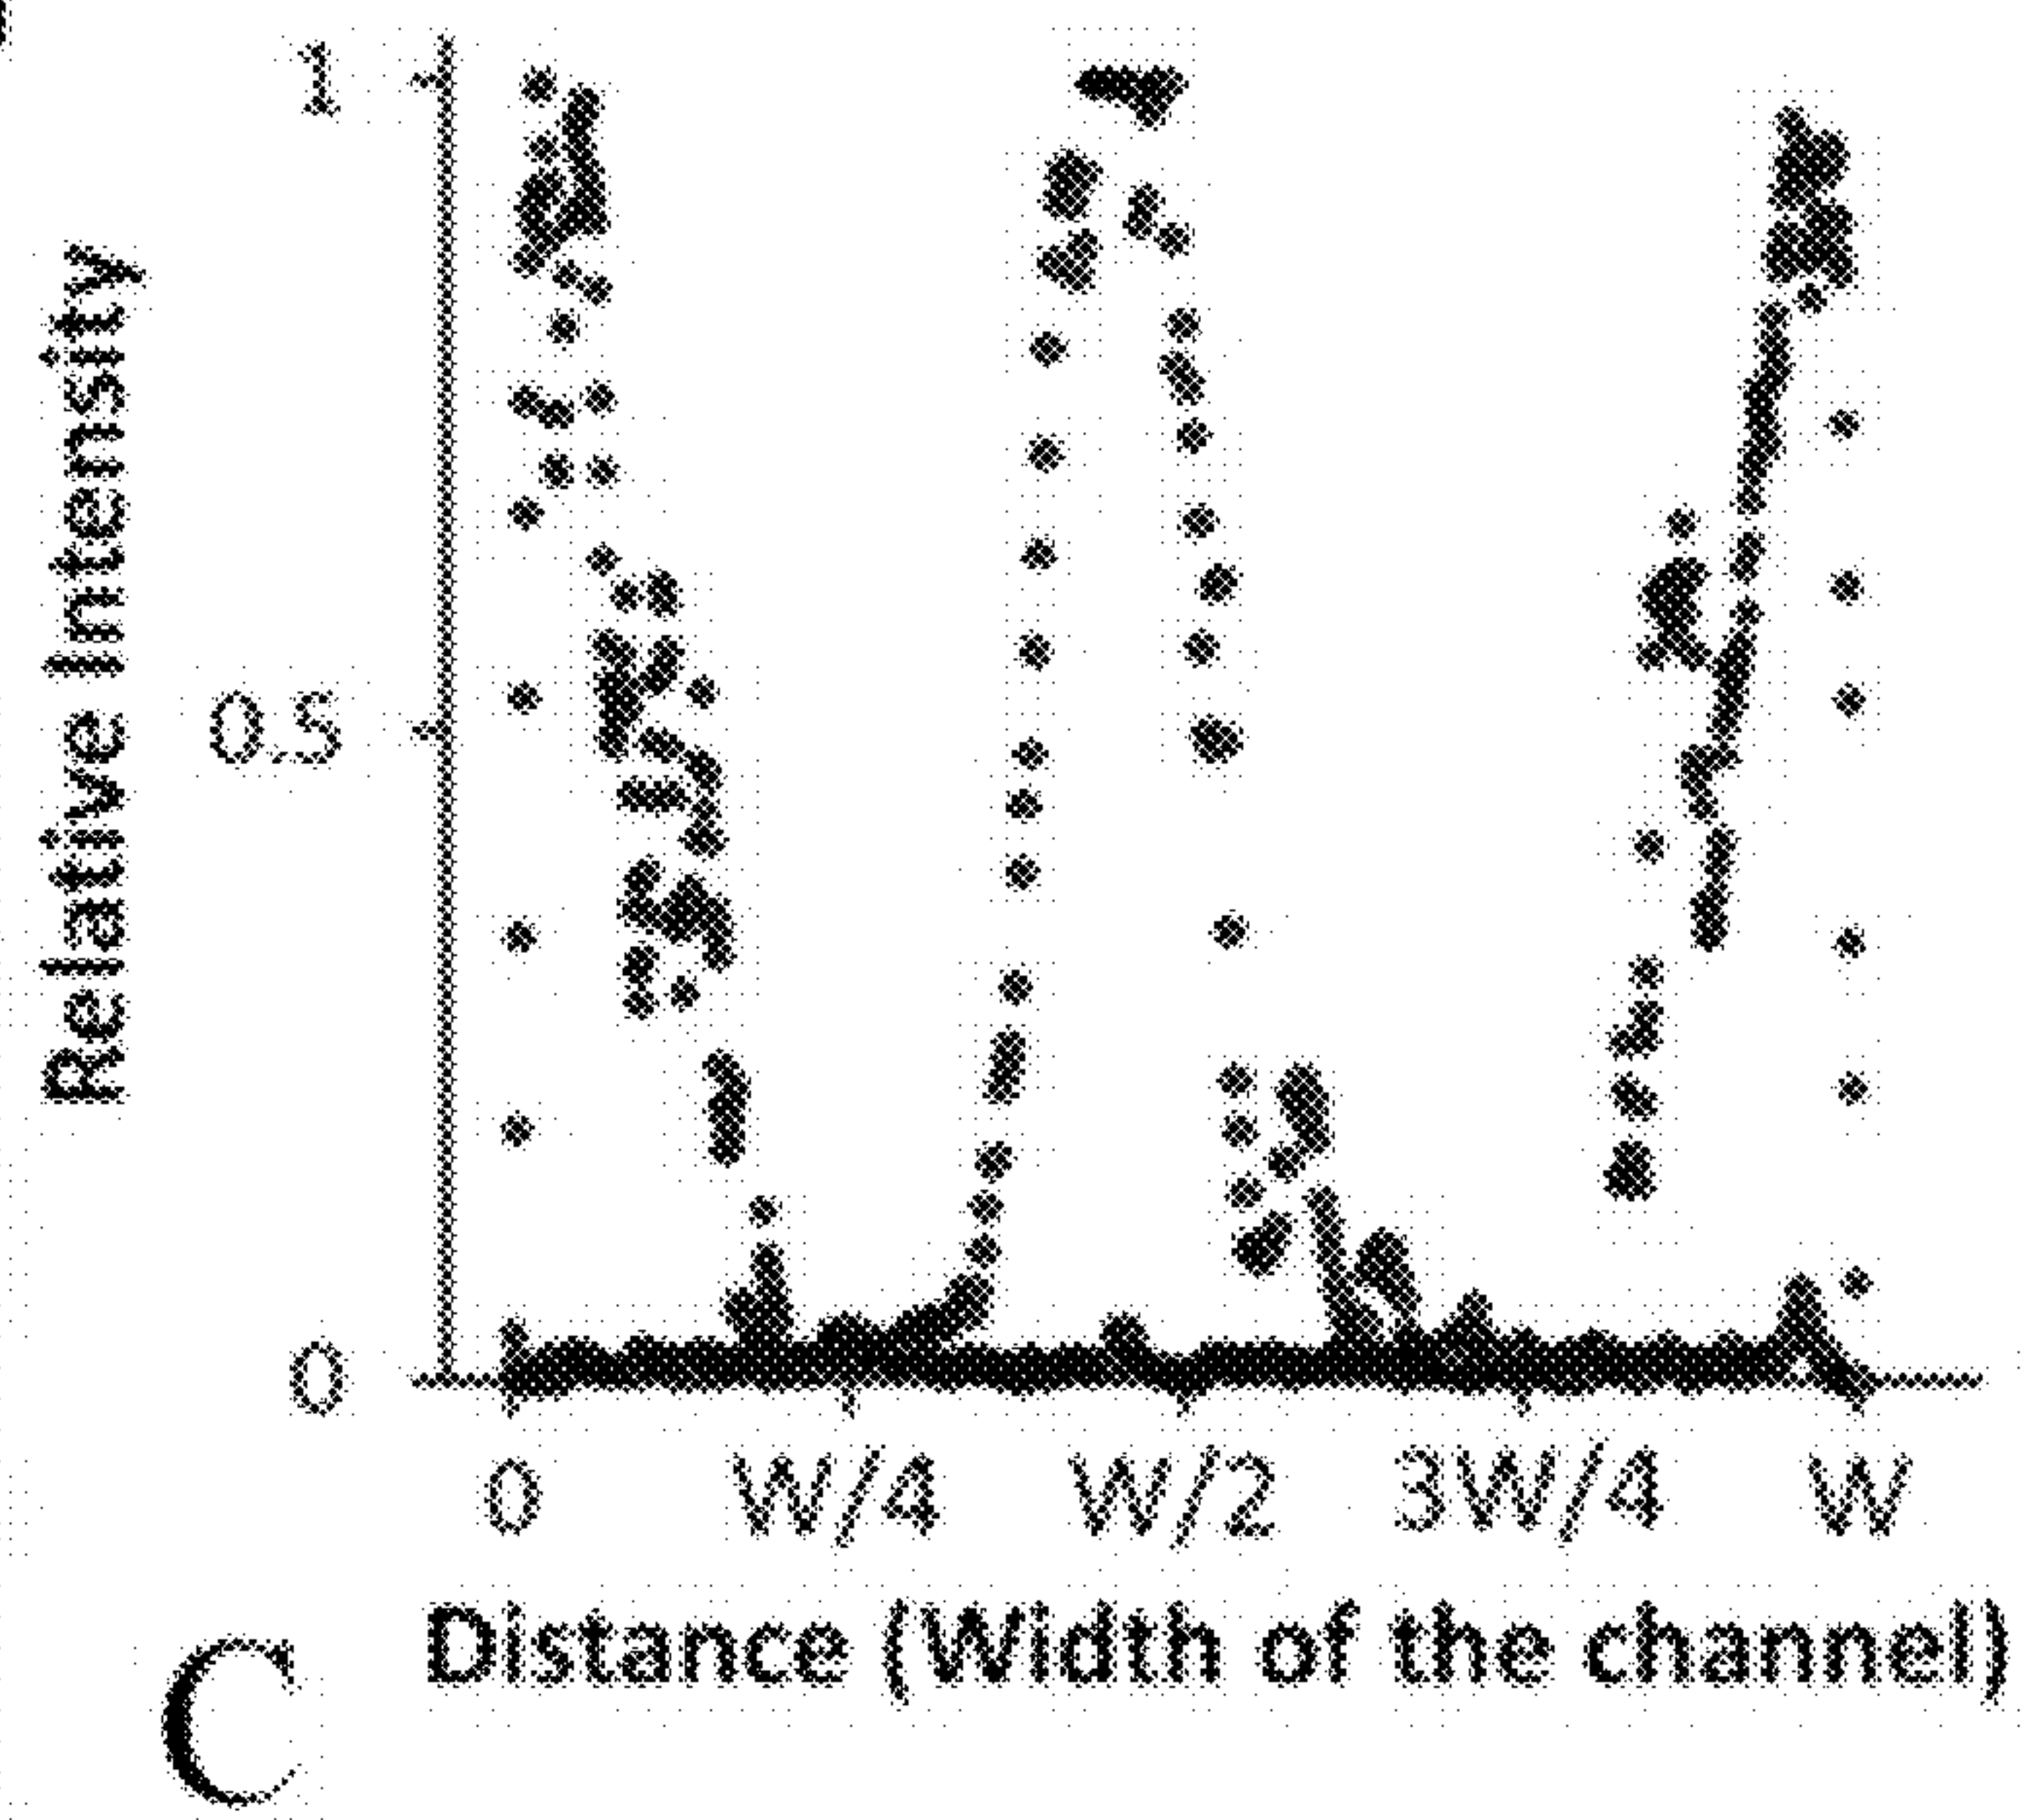 Relative Intensity
1
0.5
0
0 W/4 W/2 3W/4 W
Distance (Width of the channel)
C